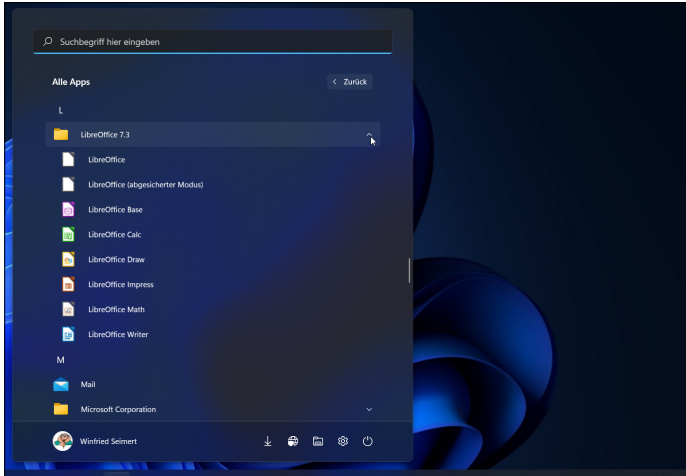 Suchbegriff hier eingeben
Alle Apps
Zurück
L
LibreOffice 7.3
LibreOffice
LibreOffice (abgesicherter Modus)
LibreOffice Base
LibreOffice Calc
LibreOffice Draw
LibreOffice Impress
LibreOffice Math
LibreOffice Writer
M
Mail
Microsoft Corporation
Winfried Seimert